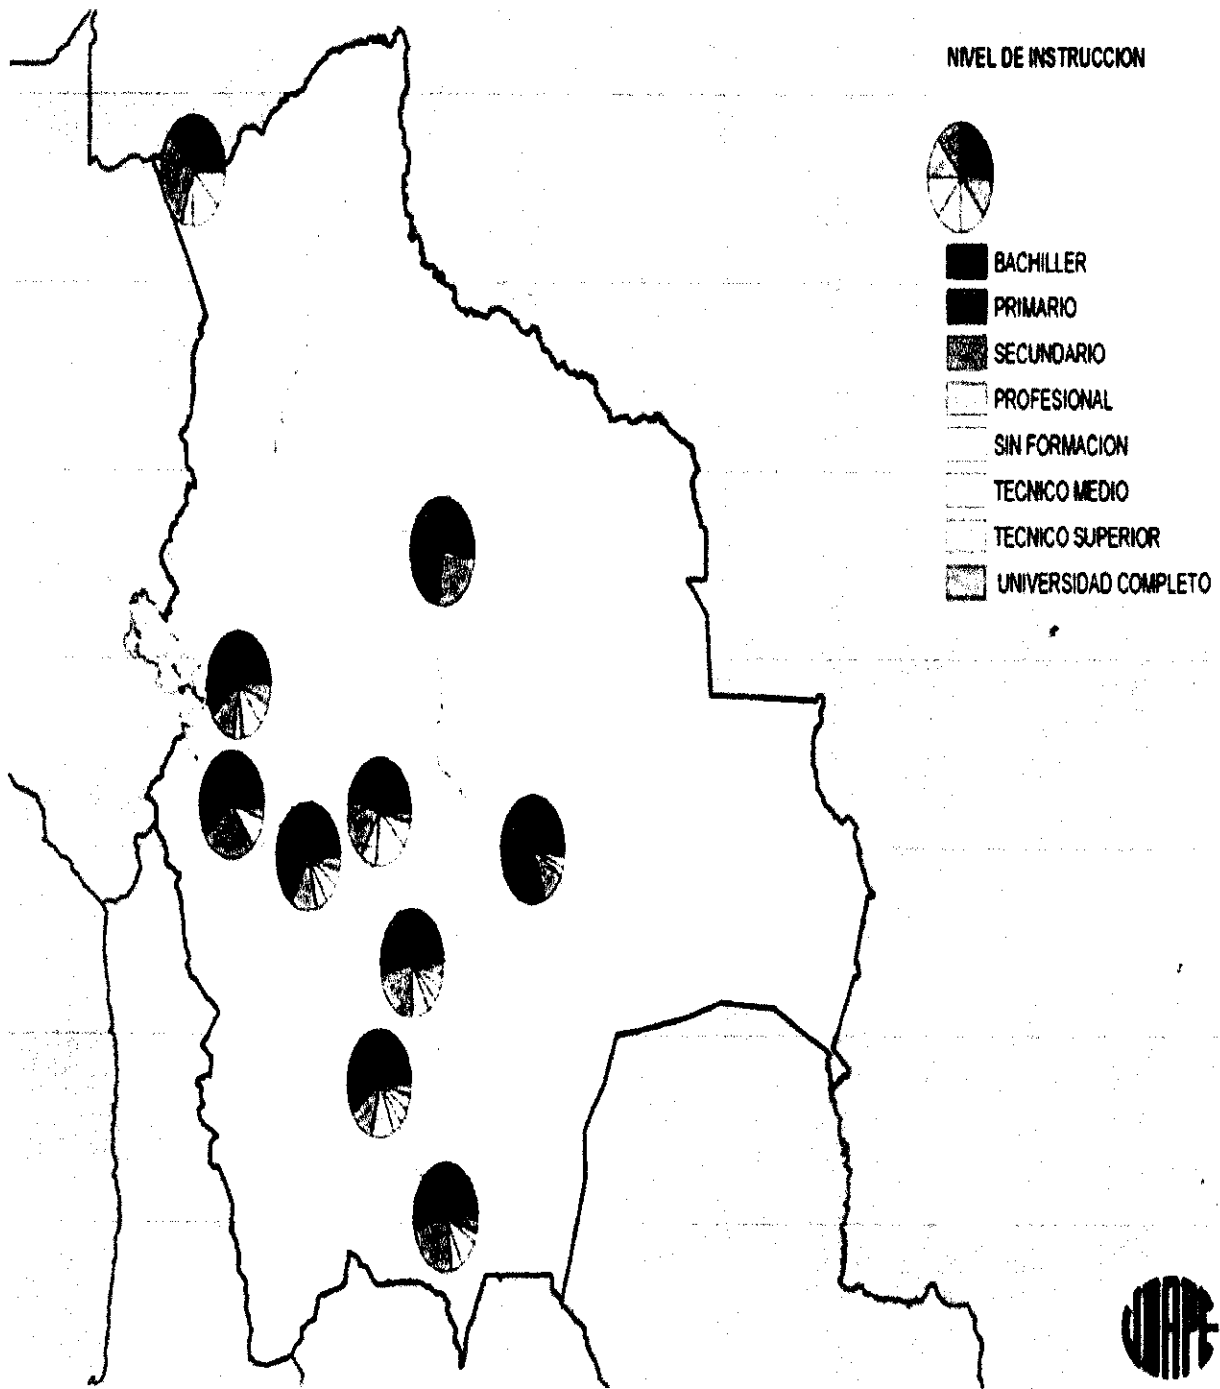 NIVEL DE INSTRUCCION
BACHILLER
PRIMARIO
SECUNDARIO
PROFESIONAL
SIN FORMACION
TECNICO MEDIO
TECNICO SUPERIOR
UNIVERSIDAD COMPLETO